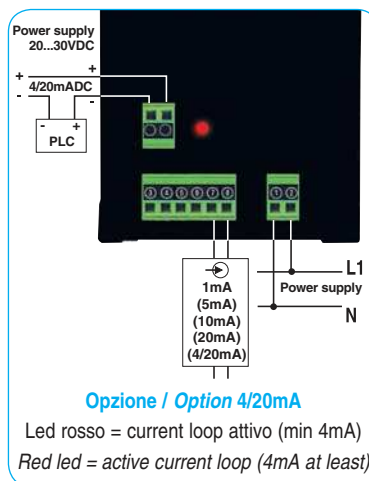 Power supply
20...30VDC
+ +
4/20mADC
- -
- +
PLC
3 4 5 6 7 8
1 2
1mA
(5mA)
(10mA)
(20mA)
(4/20mA)
L1
Power supply
N
Opzione / Option 4/20mA
Led rosso = current loop attivo (min 4mA)
Red led = active current loop (4mA at least)